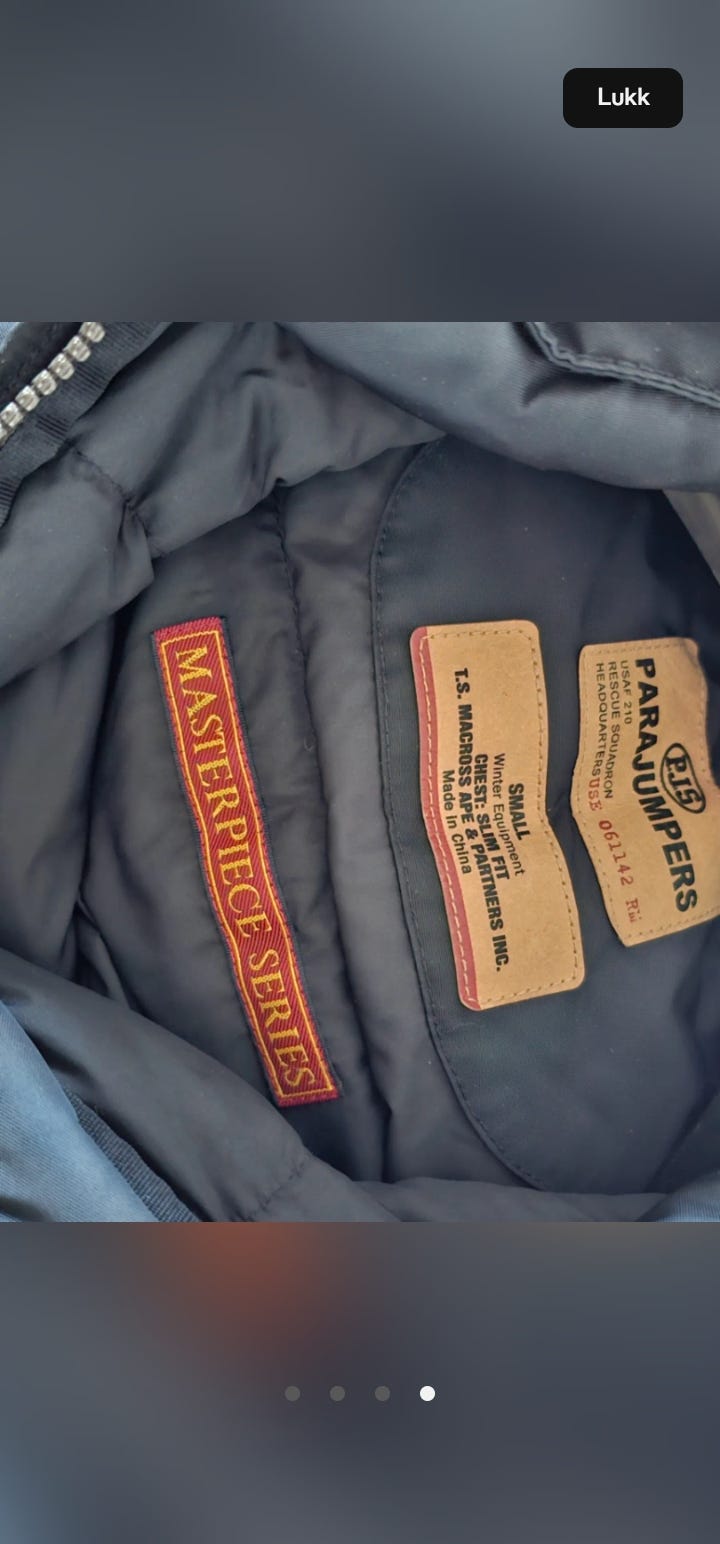 Lukk
MASTERPIECE SERIES
SMALL
Winter Equipment
CHEST: SLIM FIT
T.S. MACROSS APE & PARTNERS INC.
Made in China
P.J.S
PARAJUMPERS
USAF 210
RESCUE SQUADRON
HEADQUARTERS
USE 061142